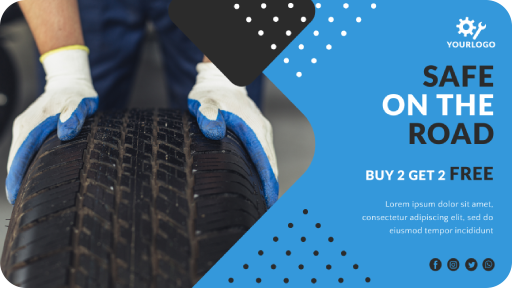 YOURLOGO
SAFE
ON THE
ROAD
BUY 2 GET 2 FREE
Lorem ipsum dolor sit amet,
consectetur adipiscing elit, sed do
eiusmod tempor incididunt